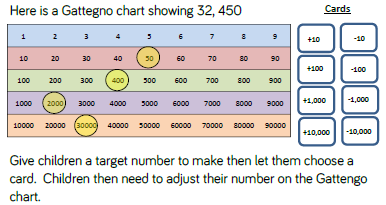 Here is a Gattegno chart showing 32, 450
Cards
1 2 3 4 5 6 7 8 9
10 20 30 40 50 60 70 80 90
100 200 300 400 500 600 700 800 900
1000 2000 3000 4000 5000 6000 7000 8000 9000
10000 20000 30000 40000 50000 60000 70000 80000 90000
+10 -10
+100 -100
+1,000 -1,000
+10,000 -10,000
Give children a target number to make then let them choose a
card. Children then need to adjust their number on the Gattengo
chart.